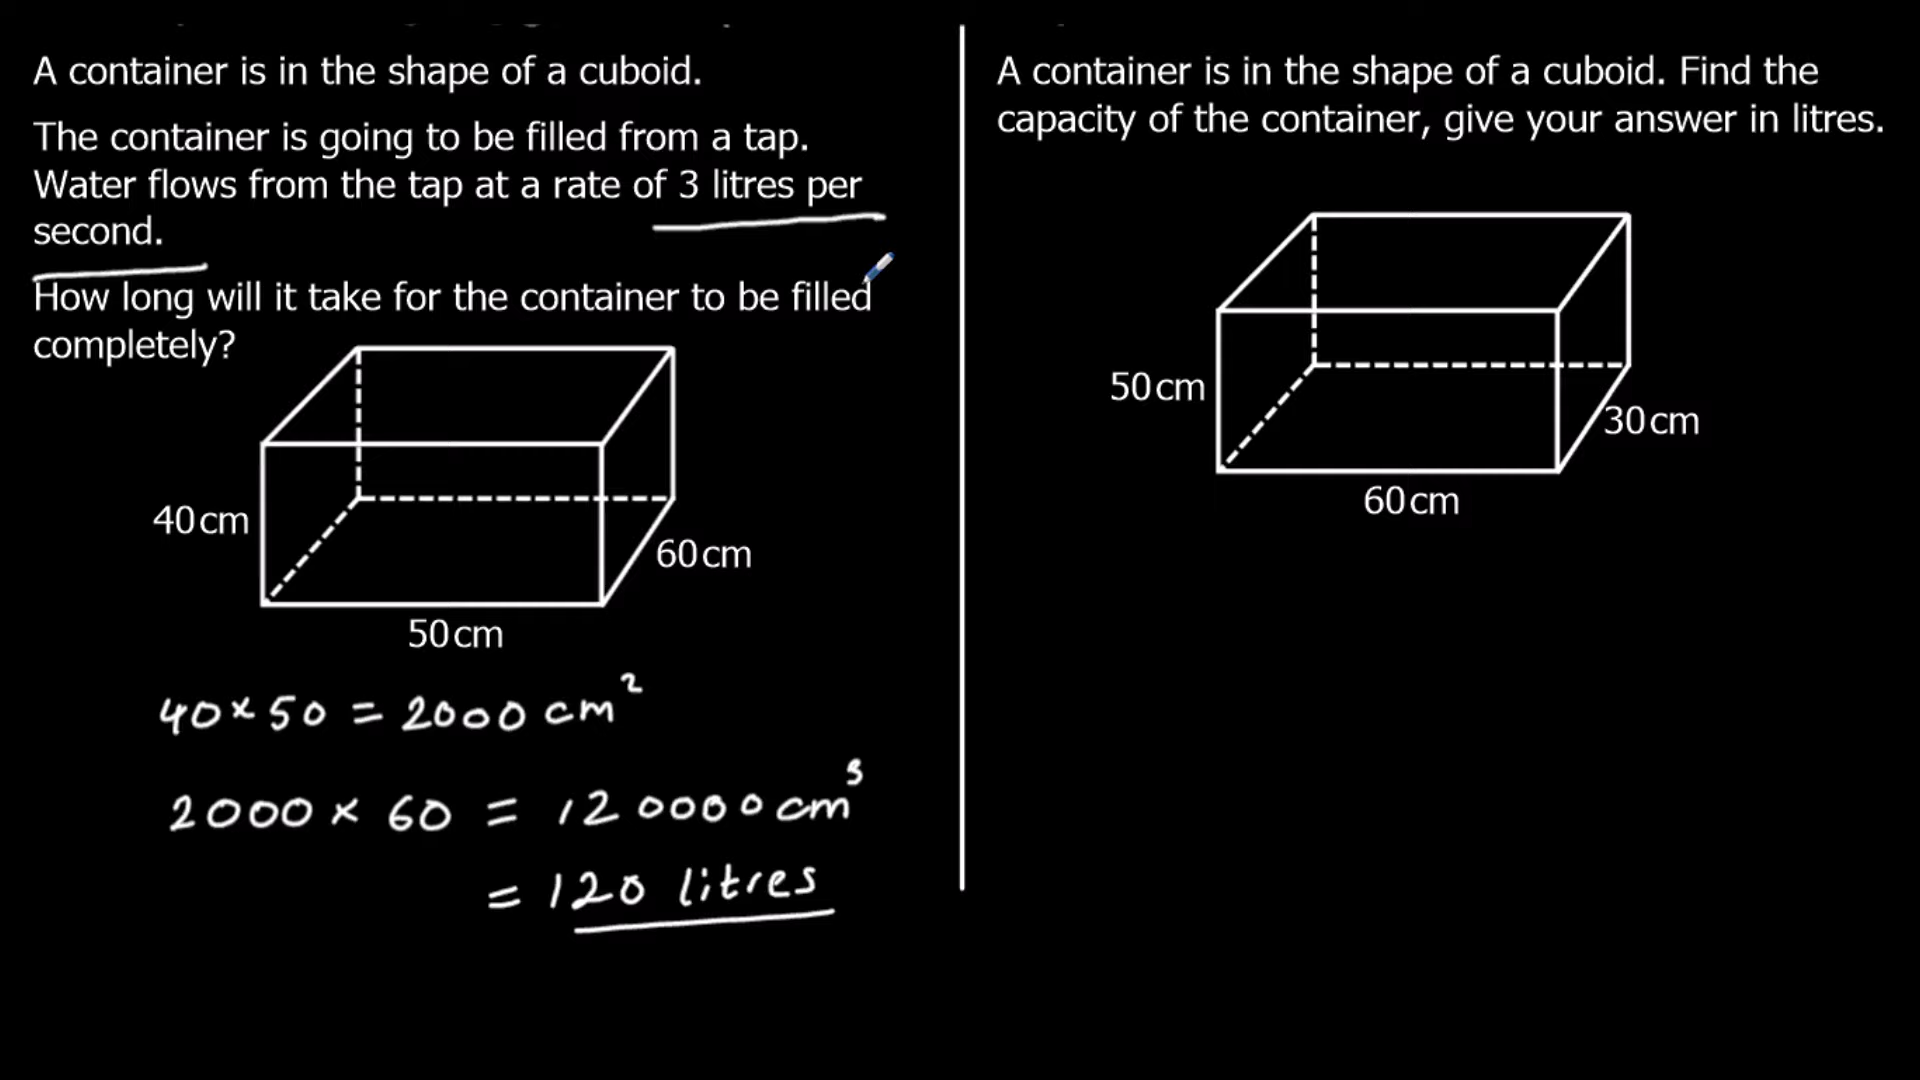 A container is in the shape of a cuboid.
The container is going to be filled from a tap.
Water flows from the tap at a rate of 3 litres per
second.
How long will it take for the container to be filled
completely?
40cm
60cm
50cm
40×50 = 2000 cm²
2000 × 60 = 120000cm³
= 120 litres
A container is in the shape of a cuboid. Find the
capacity of the container, give your answer in litres.
50cm
30cm
60cm